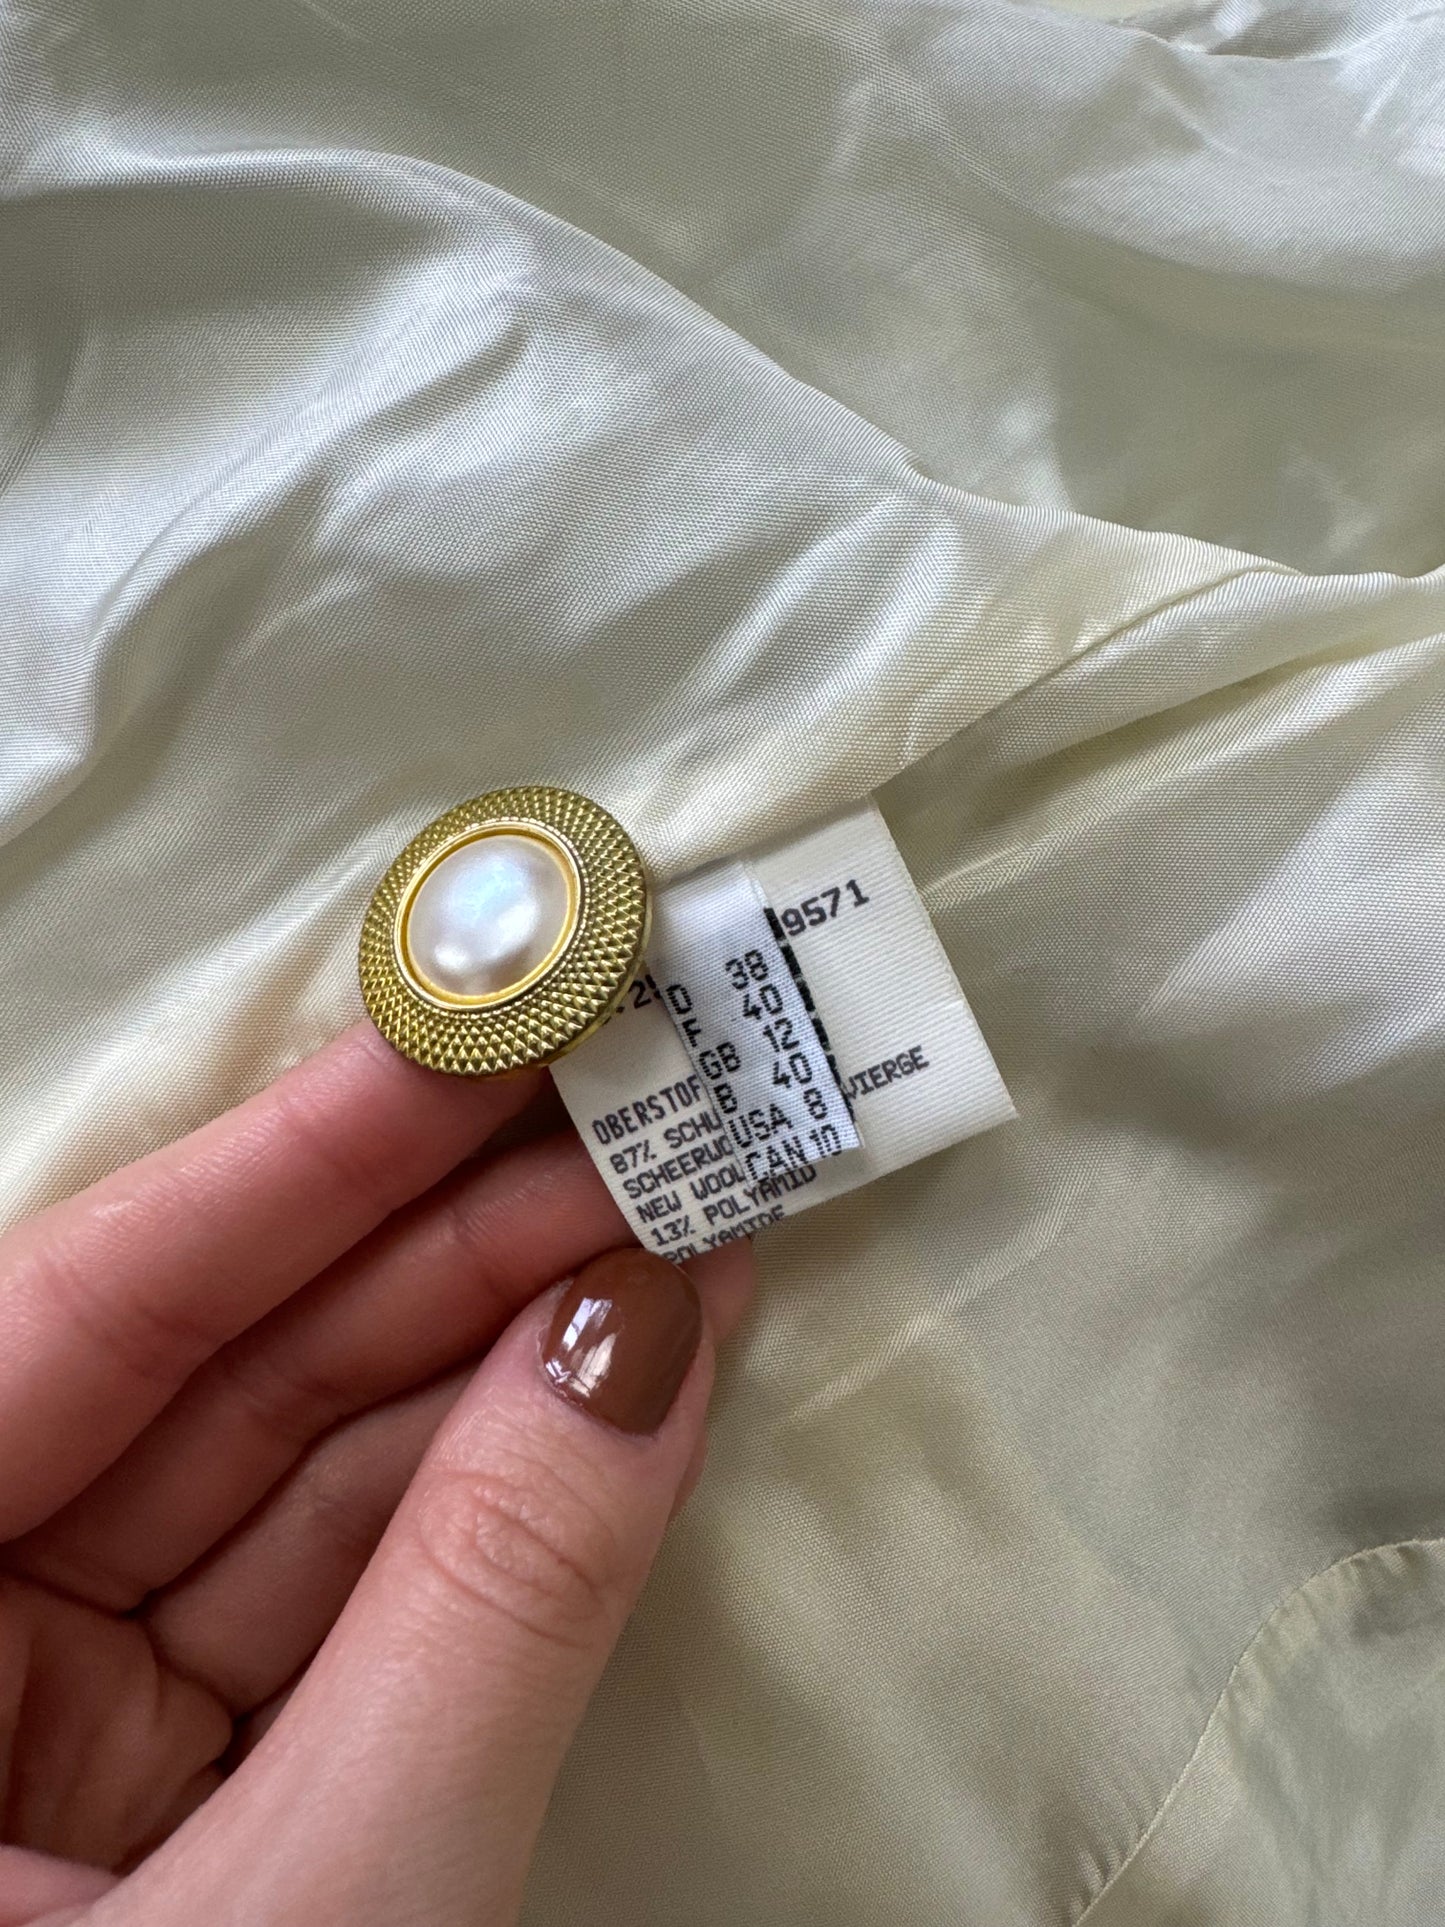 9571
D 38
F 40
GB 12
B 40
USA 8
CAN 10
OBERSTOF
87% SCHU
SCHEERWO
NEW WOOL VIERGE
13% POLYAMID
POLYAMIDE